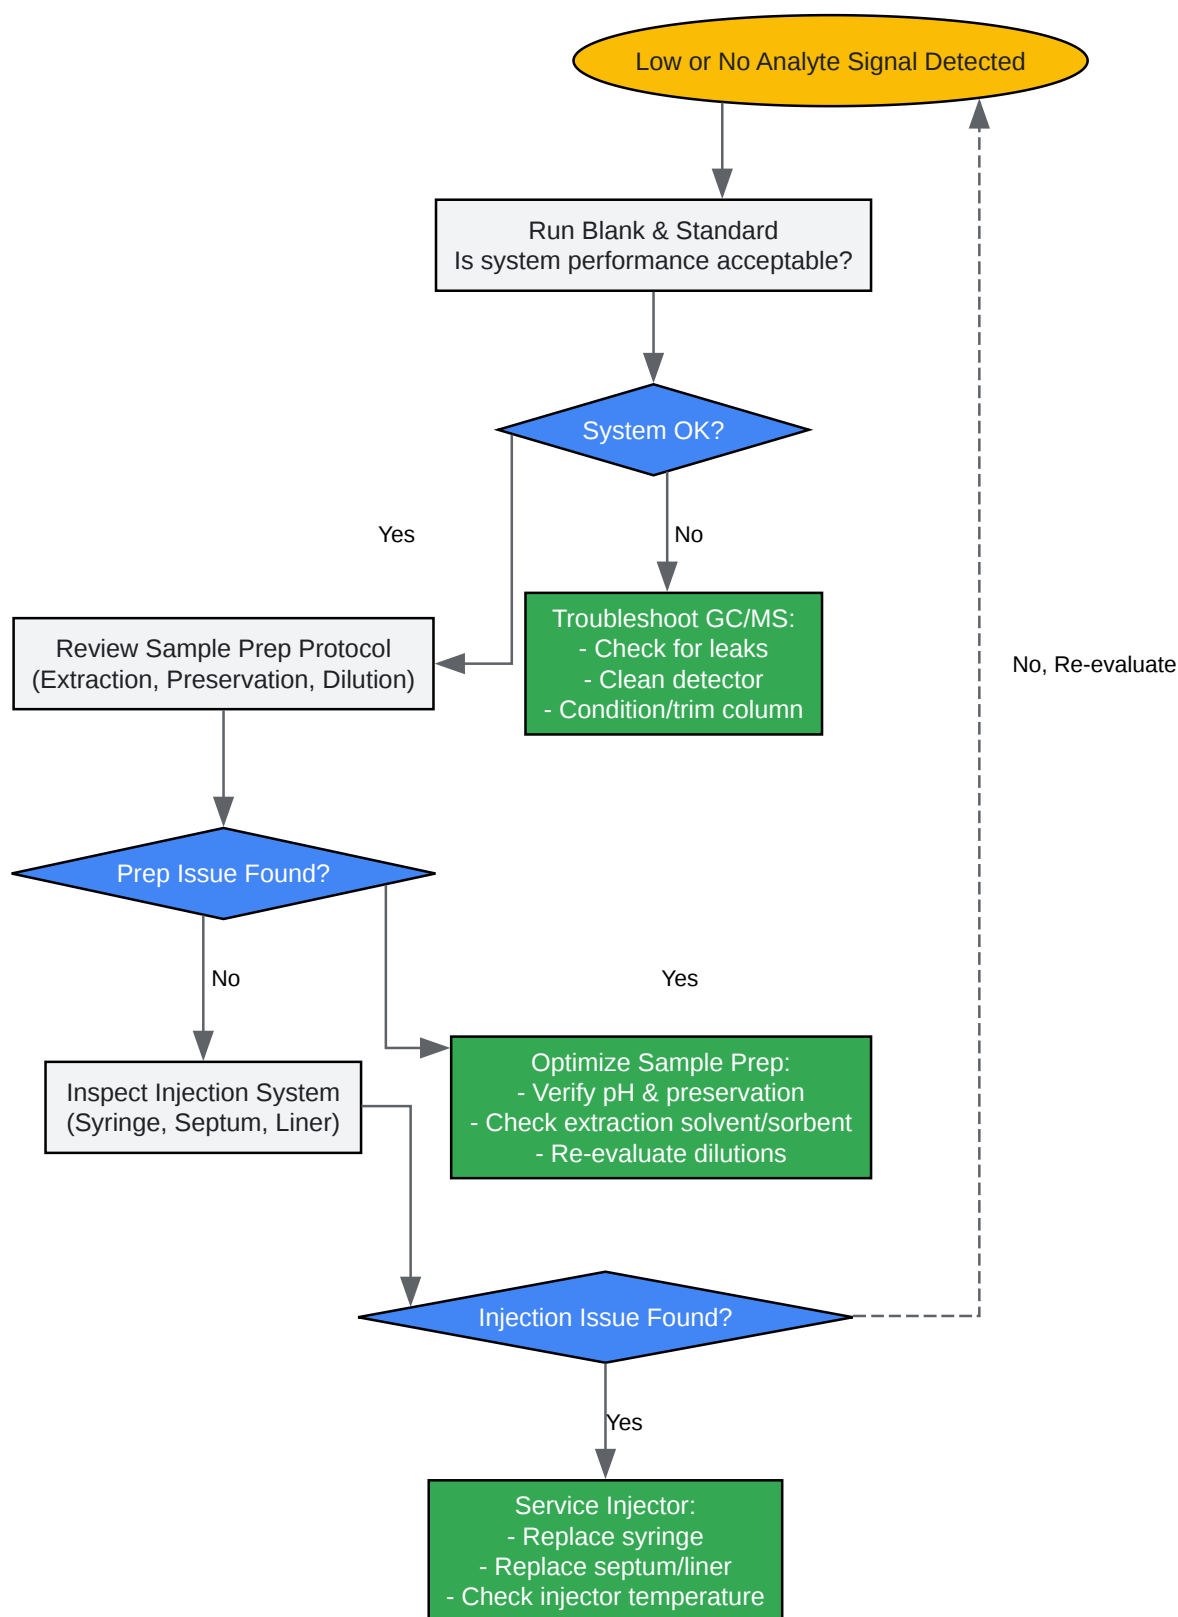 Low or No Analyte Signal Detected
Run Blank & Standard
Is system performance acceptable?
System OK?
Yes
No
Troubleshoot GC/MS:
- Check for leaks
- Clean detector
- Condition/trim column
Review Sample Prep Protocol
(Extraction, Preservation, Dilution)
No, Re-evaluate
Prep Issue Found?
No
Yes
Optimize Sample Prep:
- Verify pH & preservation
- Check extraction solvent/sorbent
- Re-evaluate dilutions
Inspect Injection System
(Syringe, Septum, Liner)
Injection Issue Found?
Yes
Service Injector:
- Replace syringe
- Replace septum/liner
- Check injector temperature